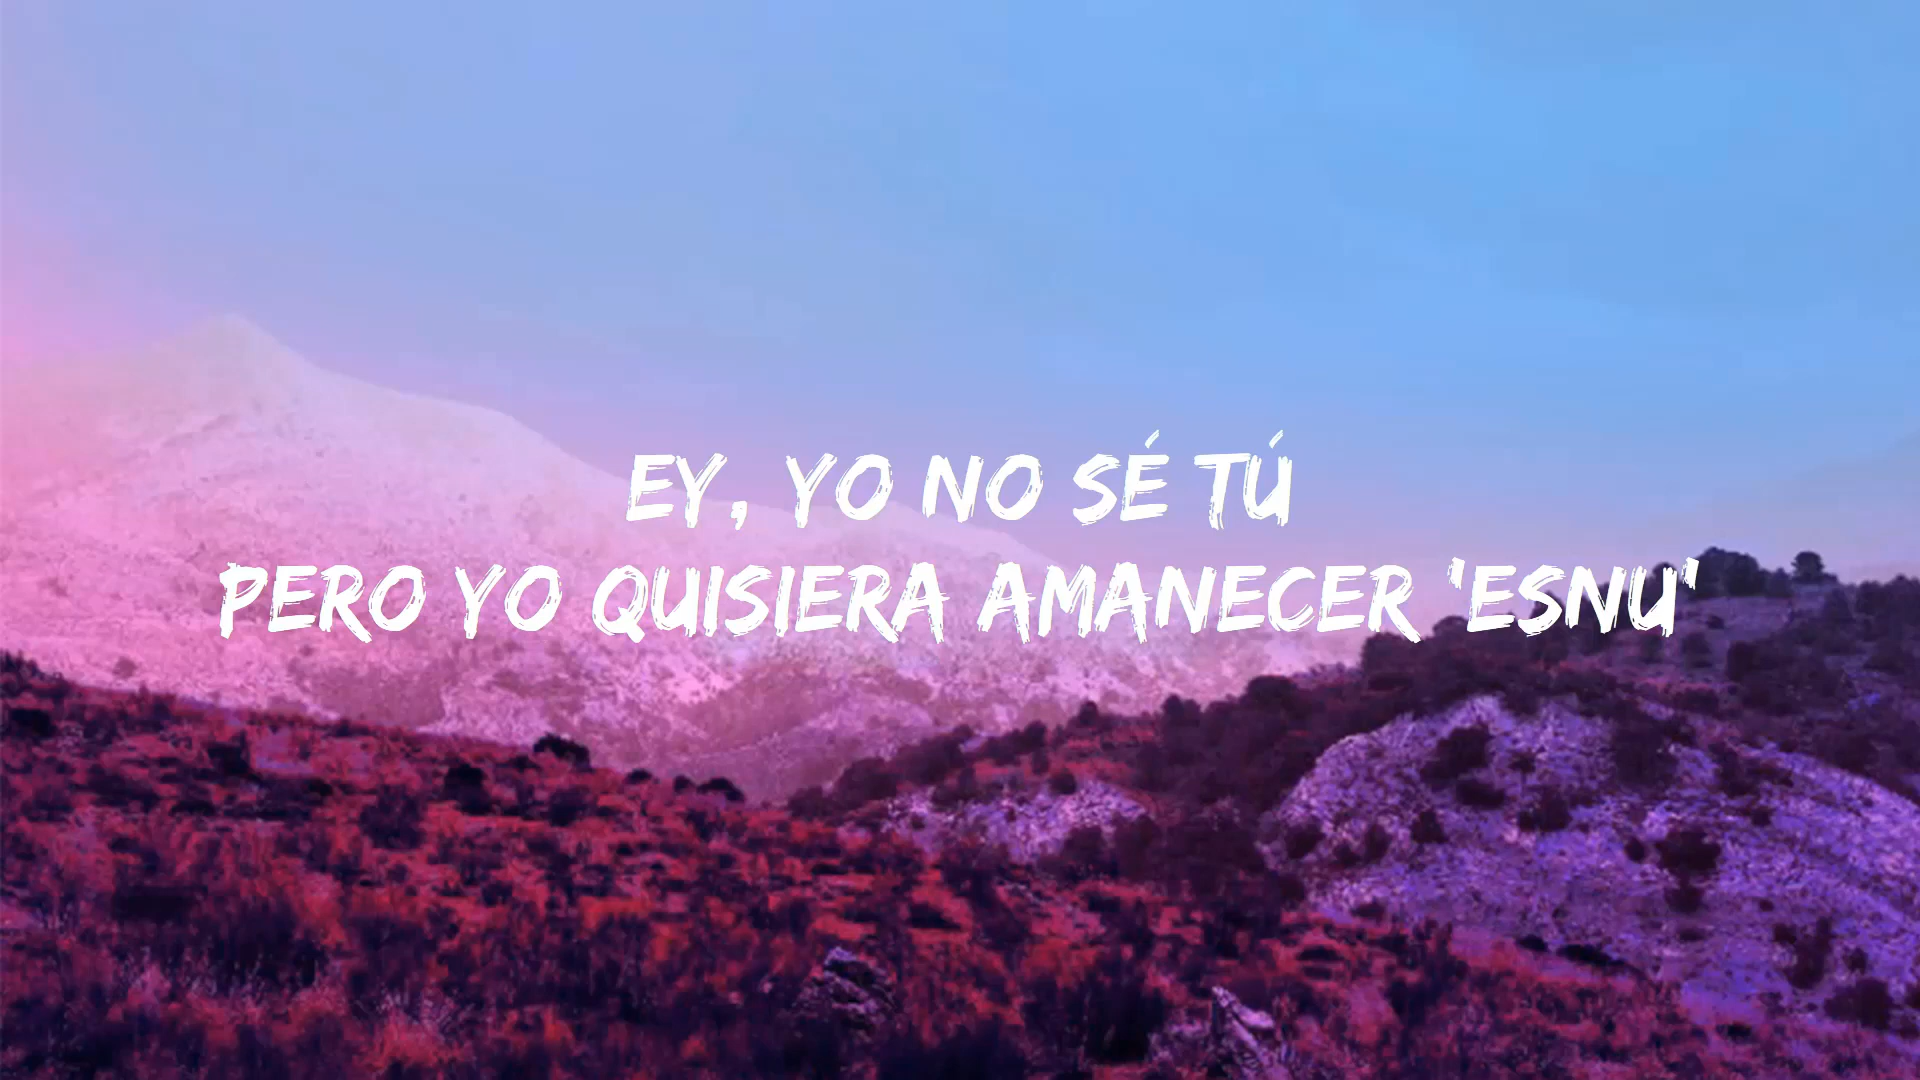 EY, YO NO SÉ TÚ
PERO YO QUISIERA AMANECER 'ESNU'